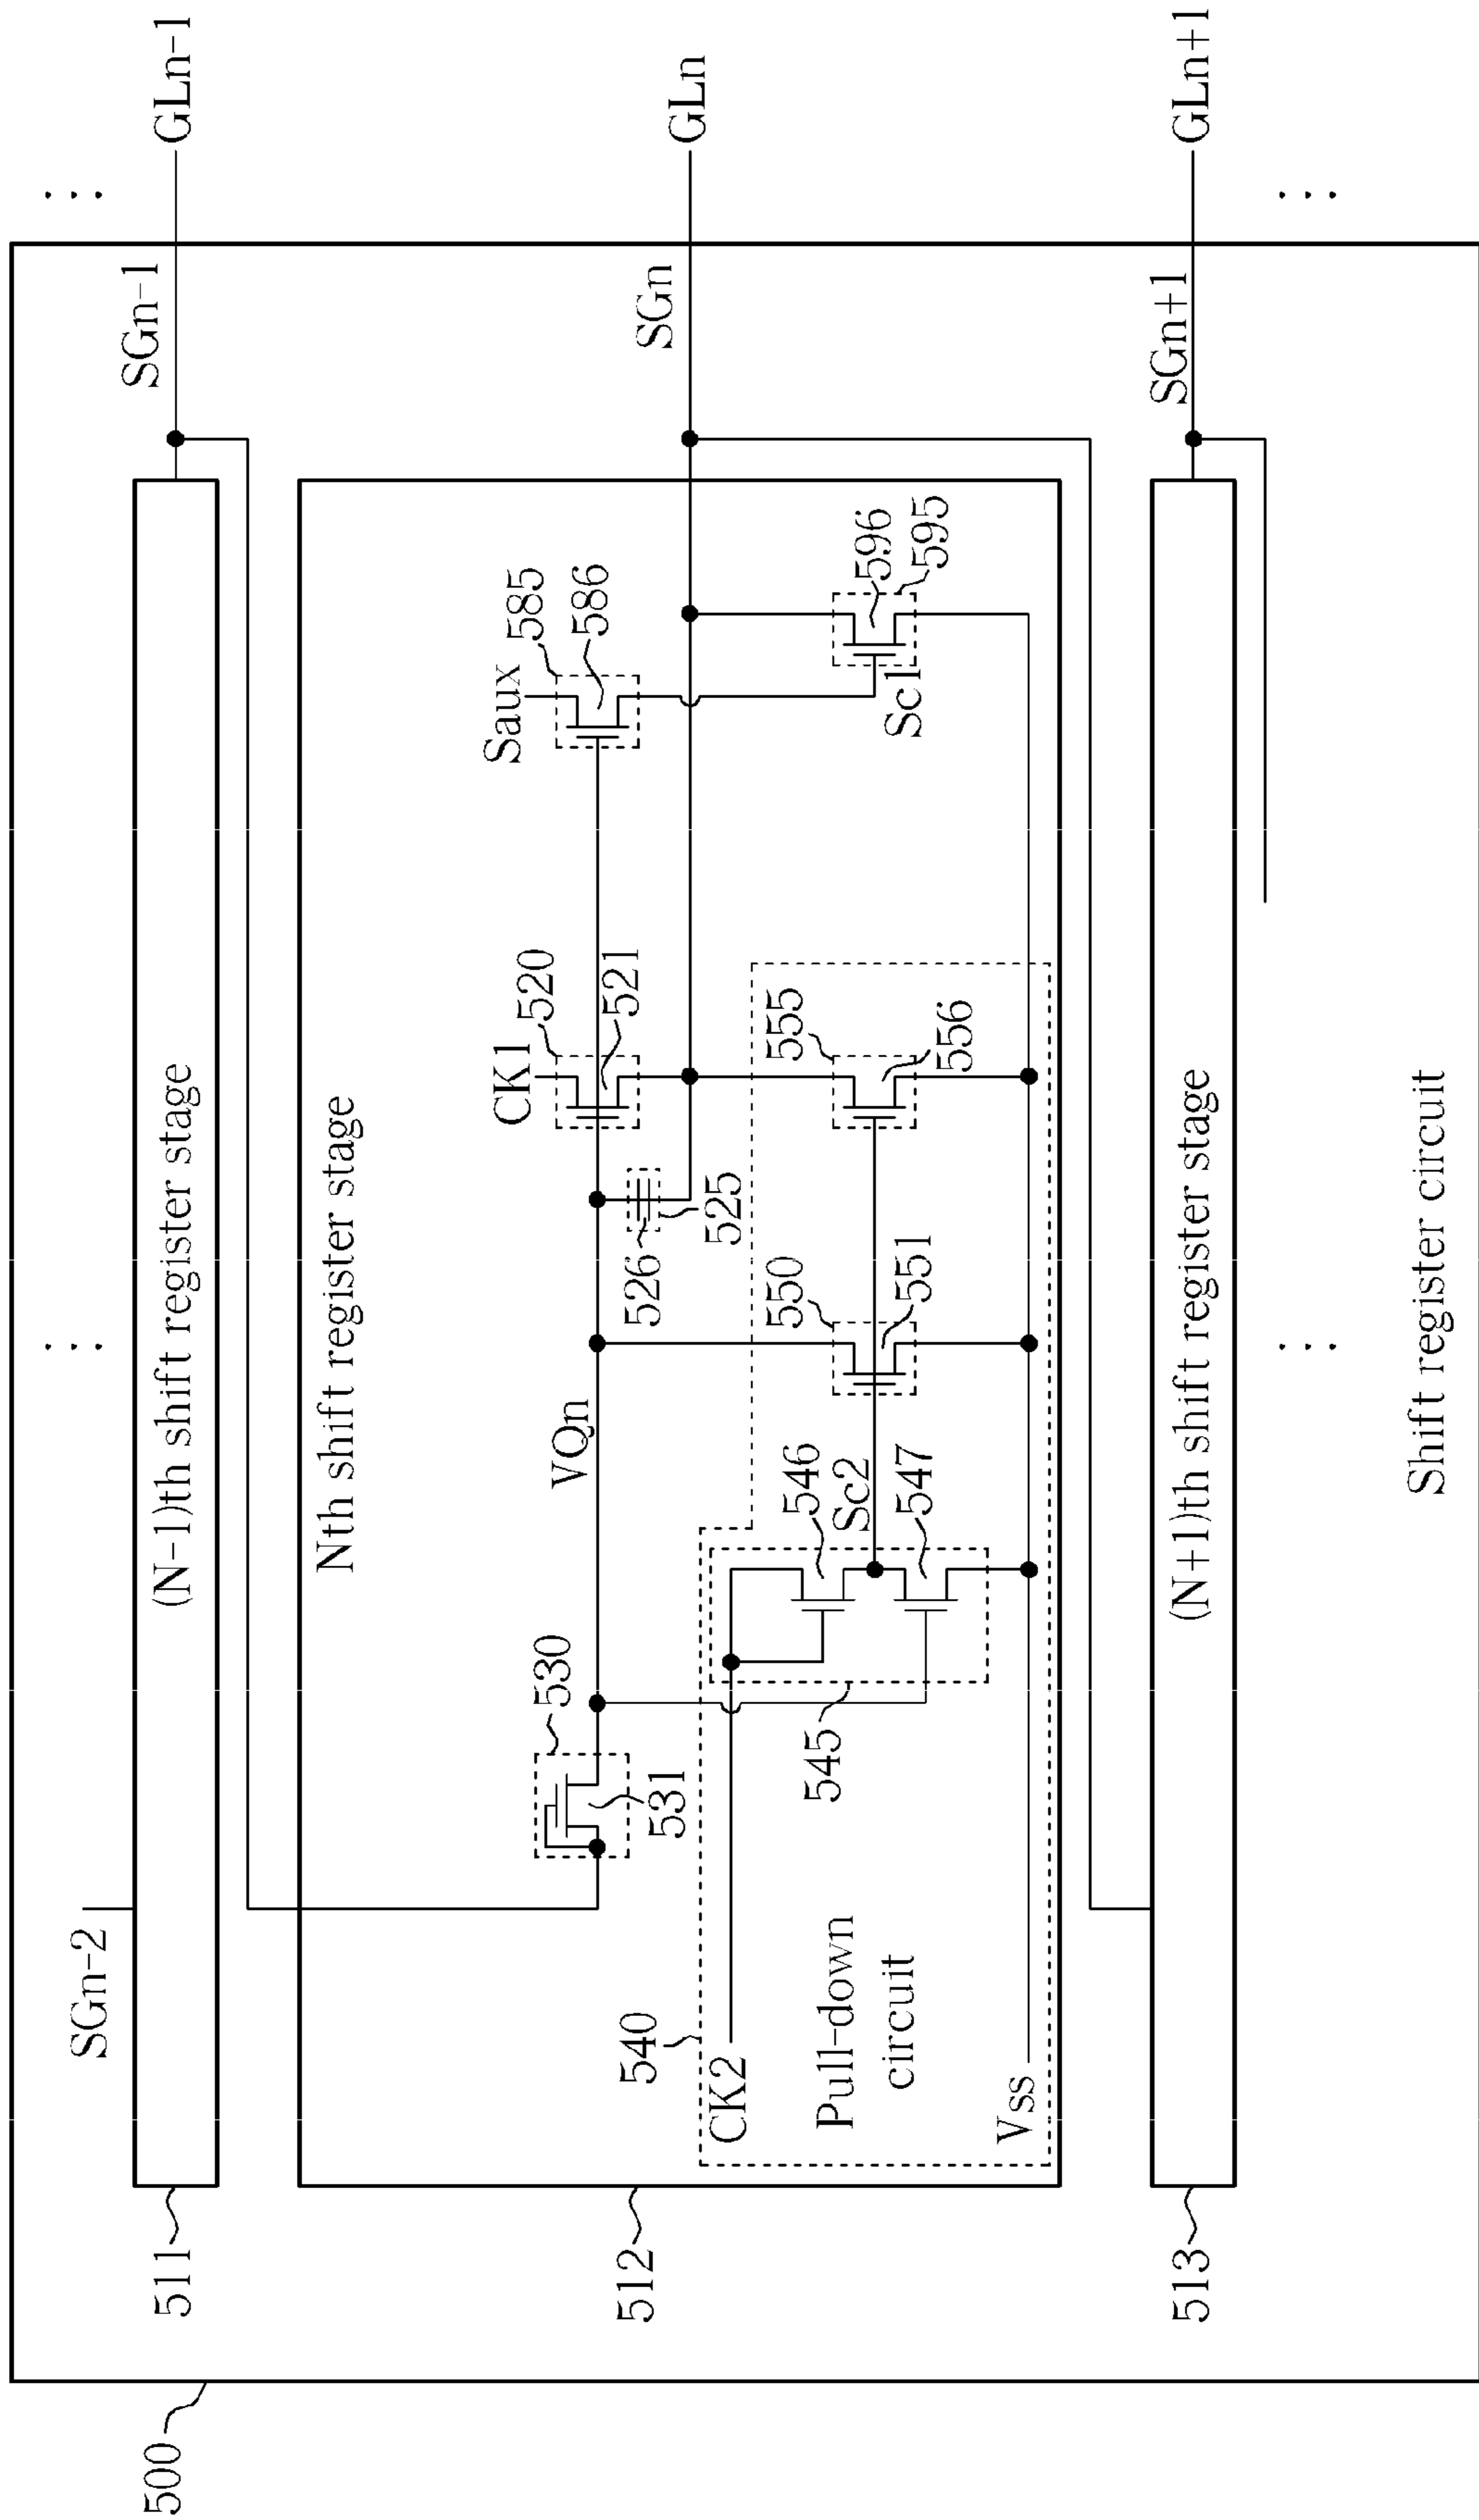 500
511
SGn-2
(N-1)th shift register stage
SGn-1
GLn-1
512
Nth shift register stage
530
531
VQn
CK1
520
521
526
525
Saux
585
586
SGn
GLn
540
CK2
Pull-down
circuit
Vss
545
546
Sc2
547
550
551
555
556
Sc1
596
595
513
(N+1)th shift register stage
SGn+1
GLn+1
Shift register circuit